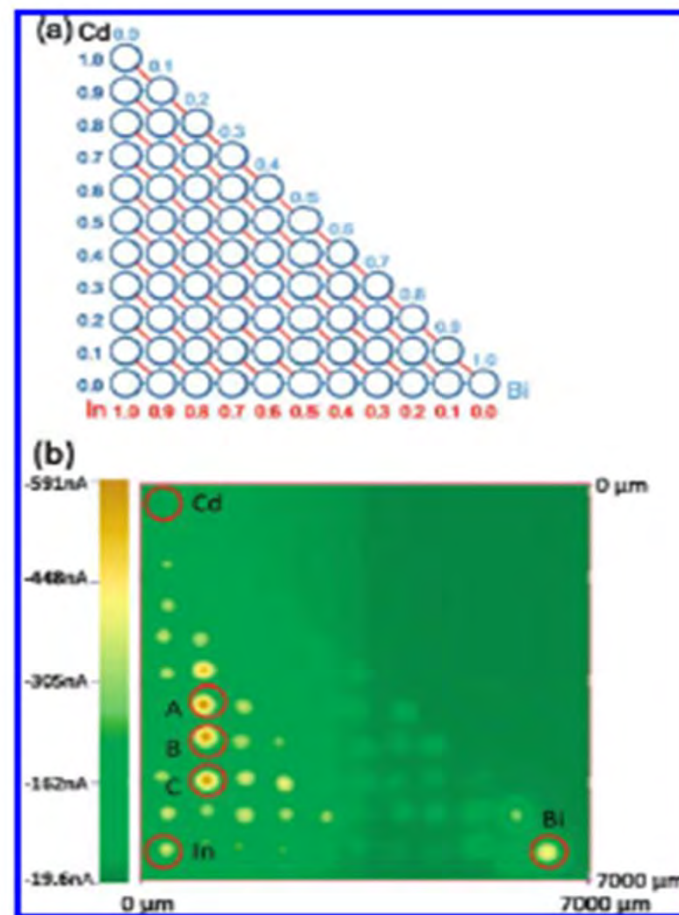 (a) Cd 0.0
1.0 0.1
0.9 0.2
0.8 0.3
0.7 0.4
0.6 0.5
0.5 0.6
0.4 0.7
0.3 0.8
0.2 0.9
0.1 1.0
0.0 Bi
In 1.0 0.9 0.8 0.7 0.6 0.5 0.4 0.3 0.2 0.1 0.0
(b)
-591nA 0 µm
Cd
-448nA
-305nA
A
B
-162nA C
In Bi
-19.6nA 7000 µm
0 µm 7000 µm